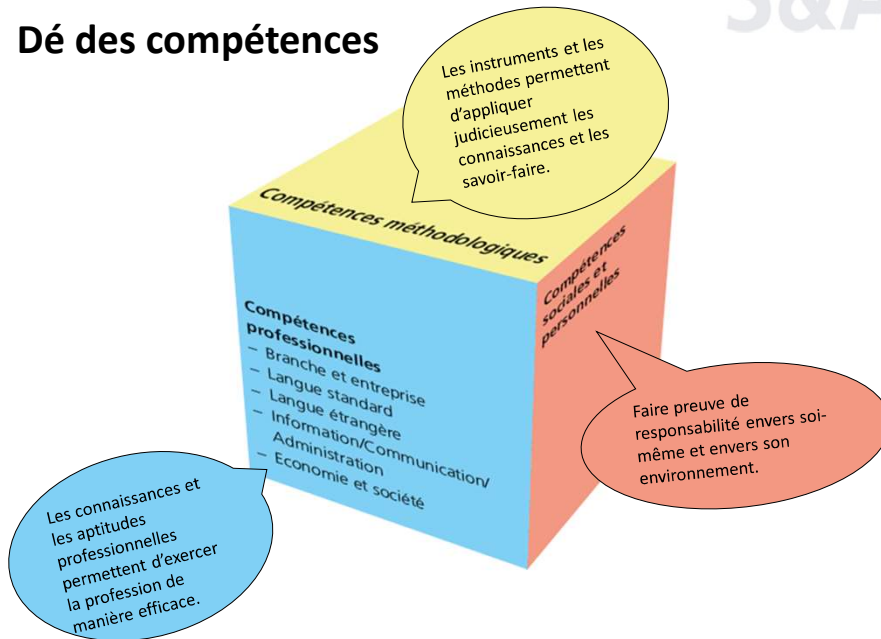 S&A
Dé des compétences
Les instruments et les
méthodes permettent
d'appliquer
judicieusement les
connaissances et les
savoir-faire.
Compétences méthodologiques
Compétences
sociales et
personnelles
Compétences
professionnelles
– Branche et entreprise
– Langue standard
– Langue étrangère
– Information/Communication/
Administration
– Economie et société
Faire preuve de
responsabilité envers soi-
même et envers son
environnement.
Les connaissances et
les aptitudes
professionnelles
permettent d'exercer
la profession de
manière efficace.